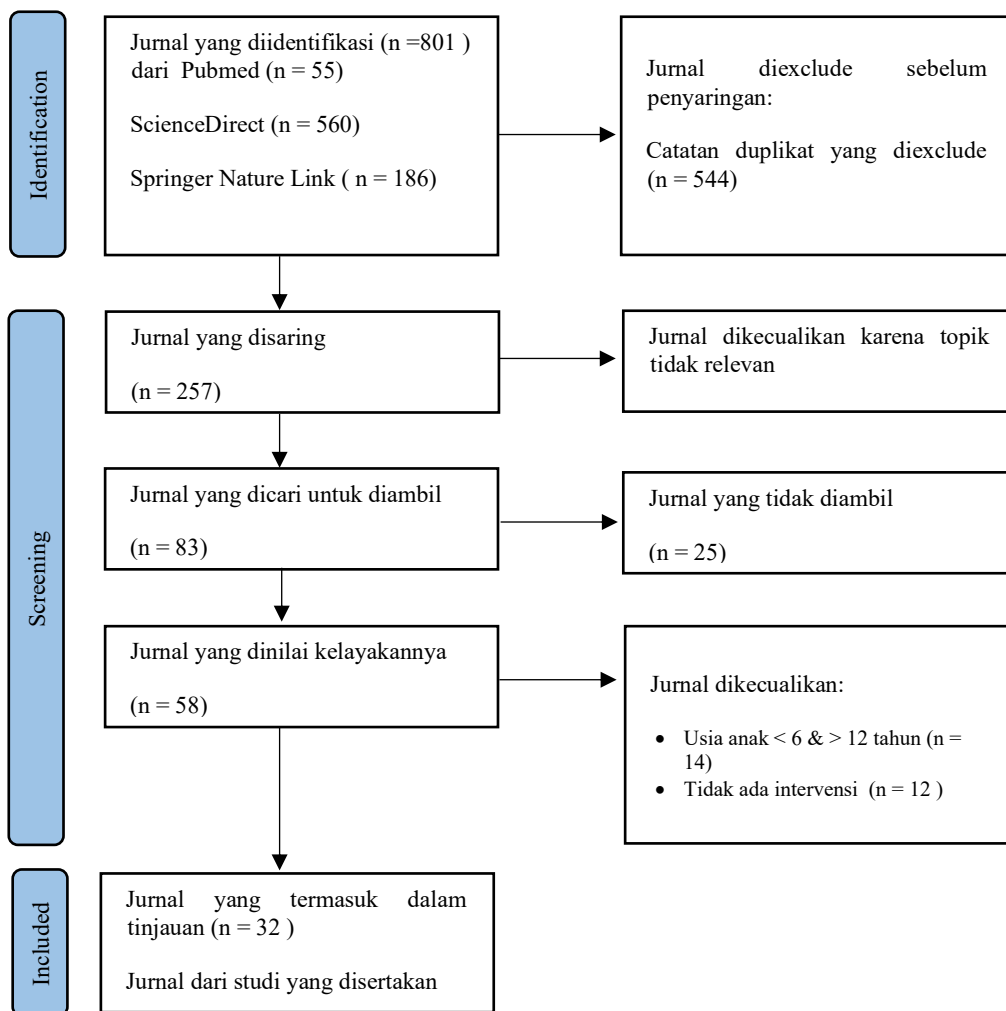 Identification
Jurnal yang diidentifikasi (n =801 )
dari Pubmed (n = 55)
ScienceDirect (n = 560)
Springer Nature Link ( n = 186)
Jurnal diexclude sebelum
penyaringan:
Catatan duplikat yang diexclude
(n = 544)
Screening
Jurnal yang disaring
(n = 257)
Jurnal dikecualikan karena topik
tidak relevan
Jurnal yang dicari untuk diambil
(n = 83)
Jurnal yang tidak diambil
(n = 25)
Jurnal yang dinilai kelayakannya
(n = 58)
Jurnal dikecualikan:
• Usia anak < 6 & > 12 tahun (n =
14)
• Tidak ada intervensi (n = 12 )
Included
Jurnal yang termasuk dalam
tinjauan (n = 32 )
Jurnal dari studi yang disertakan